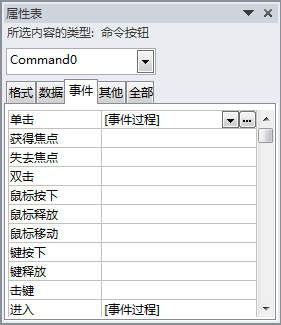 属性表
所选内容的类型: 命令按钮
Command0
格式 数据 事件 其他 全部
单击 [事件过程]
获得焦点
失去焦点
双击
鼠标按下
鼠标释放
鼠标移动
键按下
键释放
击键
进入 [事件过程]